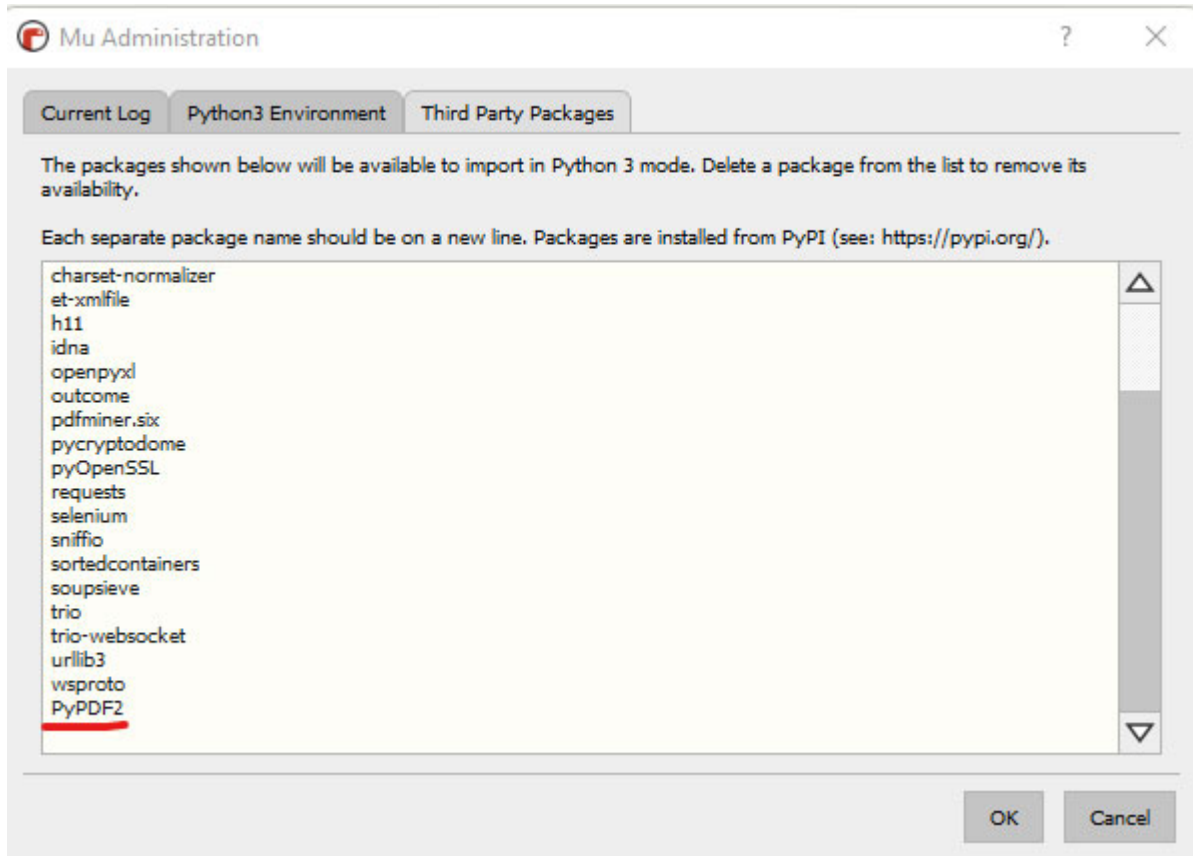 Mu Administration
?
Current Log
Python3 Environment
Third Party Packages
The packages shown below will be available to import in Python 3 mode. Delete a package from the list to remove its
availability.
Each separate package name should be on a new line. Packages are installed from PyPI (see: https://pypi.org/).
charset-normalizer
et-xmlfile
h11
idna
openpyxl
outcome
pdfminer.six
pycryptodome
pyOpenSSL
requests
selenium
sniffio
sortedcontainers
soupsieve
trio
trio-websocket
urllib3
wsproto
PyPDF2
OK
Cancel